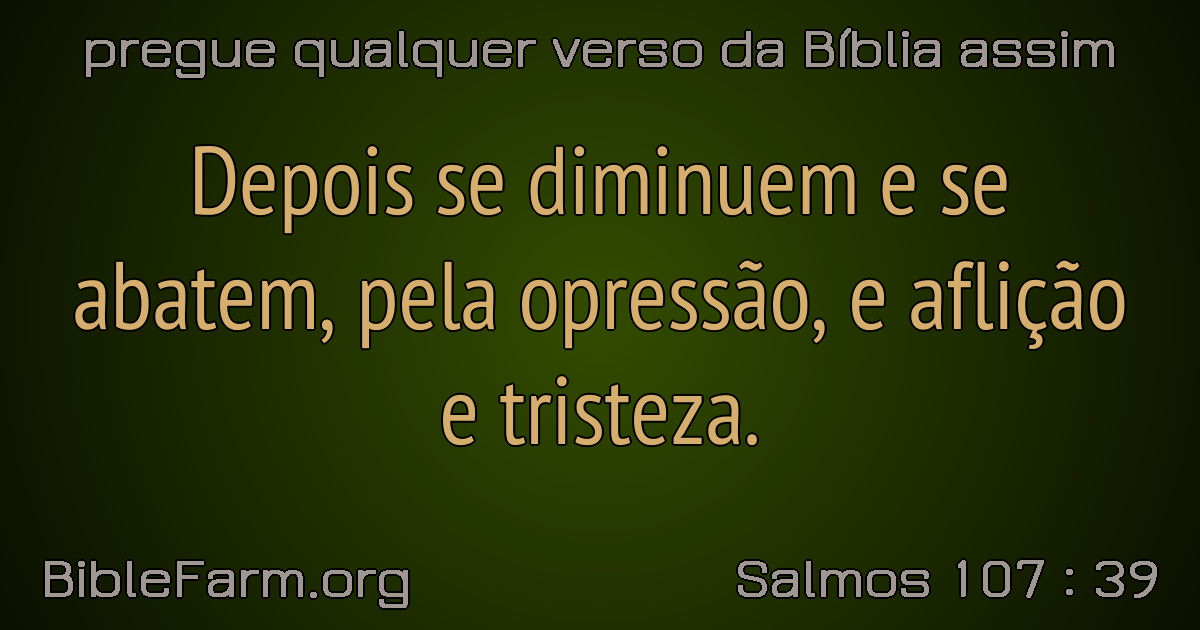 pregue qualquer verso da Bíblia assim
Depois se diminuem e se
abatem, pela opressão, e aflição
e tristeza.
BibleFarm.org
Salmos 107 : 39